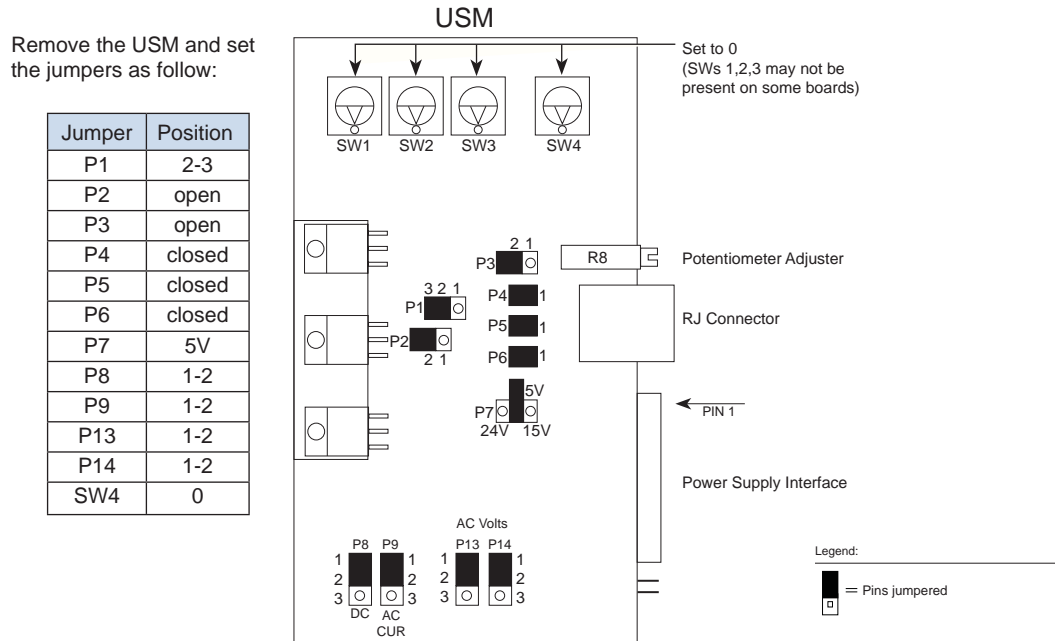 USM
Remove the USM and set
the jumpers as follow:
Jumper Position
P1 2-3
P2 open
P3 open
P4 closed
P5 closed
P6 closed
P7 5V
P8 1-2
P9 1-2
P13 1-2
P14 1-2
SW4 0
Set to 0
(SWs 1,2,3 may not be
present on some boards)
SW1 SW2 SW3 SW4
2 1
P3
R8
Potentiometer Adjuster
3 2 1
P1
P4 1
RJ Connector
P2
2 1
P5 1
P6 1
5V
P7
24V 15V
PIN 1
Power Supply Interface
AC Volts
P8 P9 P13 P14
1 1 1 1
2 2 2 2
3 3 3 3
DC AC
CUR
Legend:
= Pins jumpered